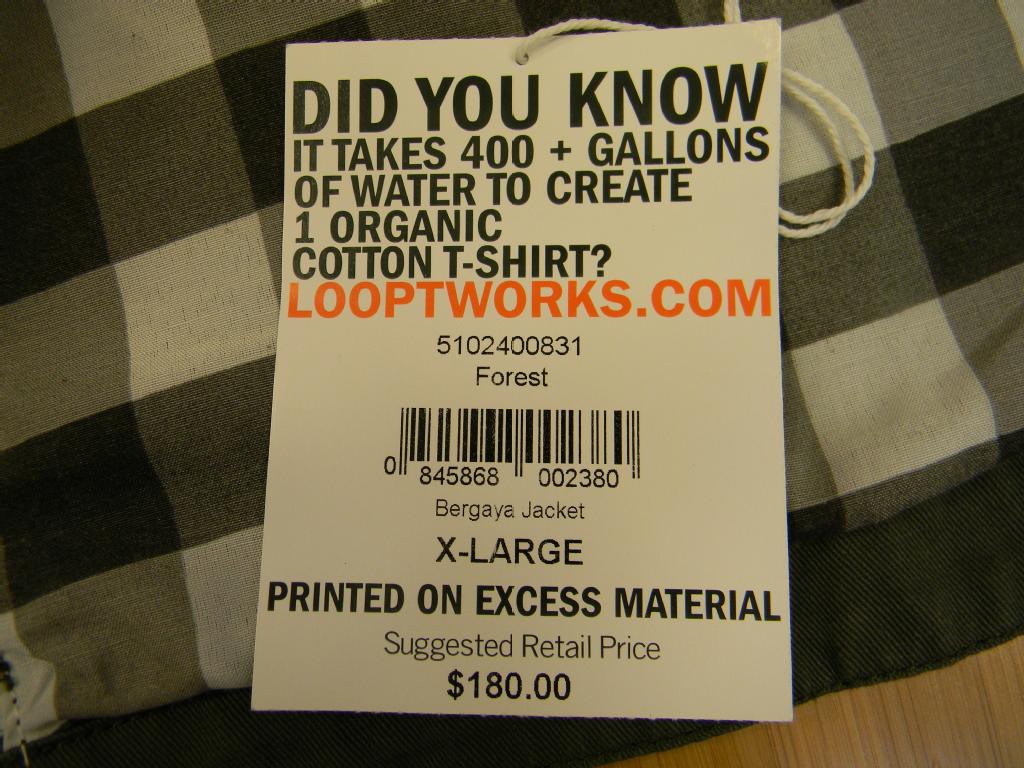 DID YOU KNOW
IT TAKES 400 + GALLONS
OF WATER TO CREATE
1 ORGANIC
COTTON T-SHIRT?
LOOPTWORKS.COM
5102400831
Forest
0 845868 002380
Bergaya Jacket
X-LARGE
PRINTED ON EXCESS MATERIAL
Suggested Retail Price
$180.00